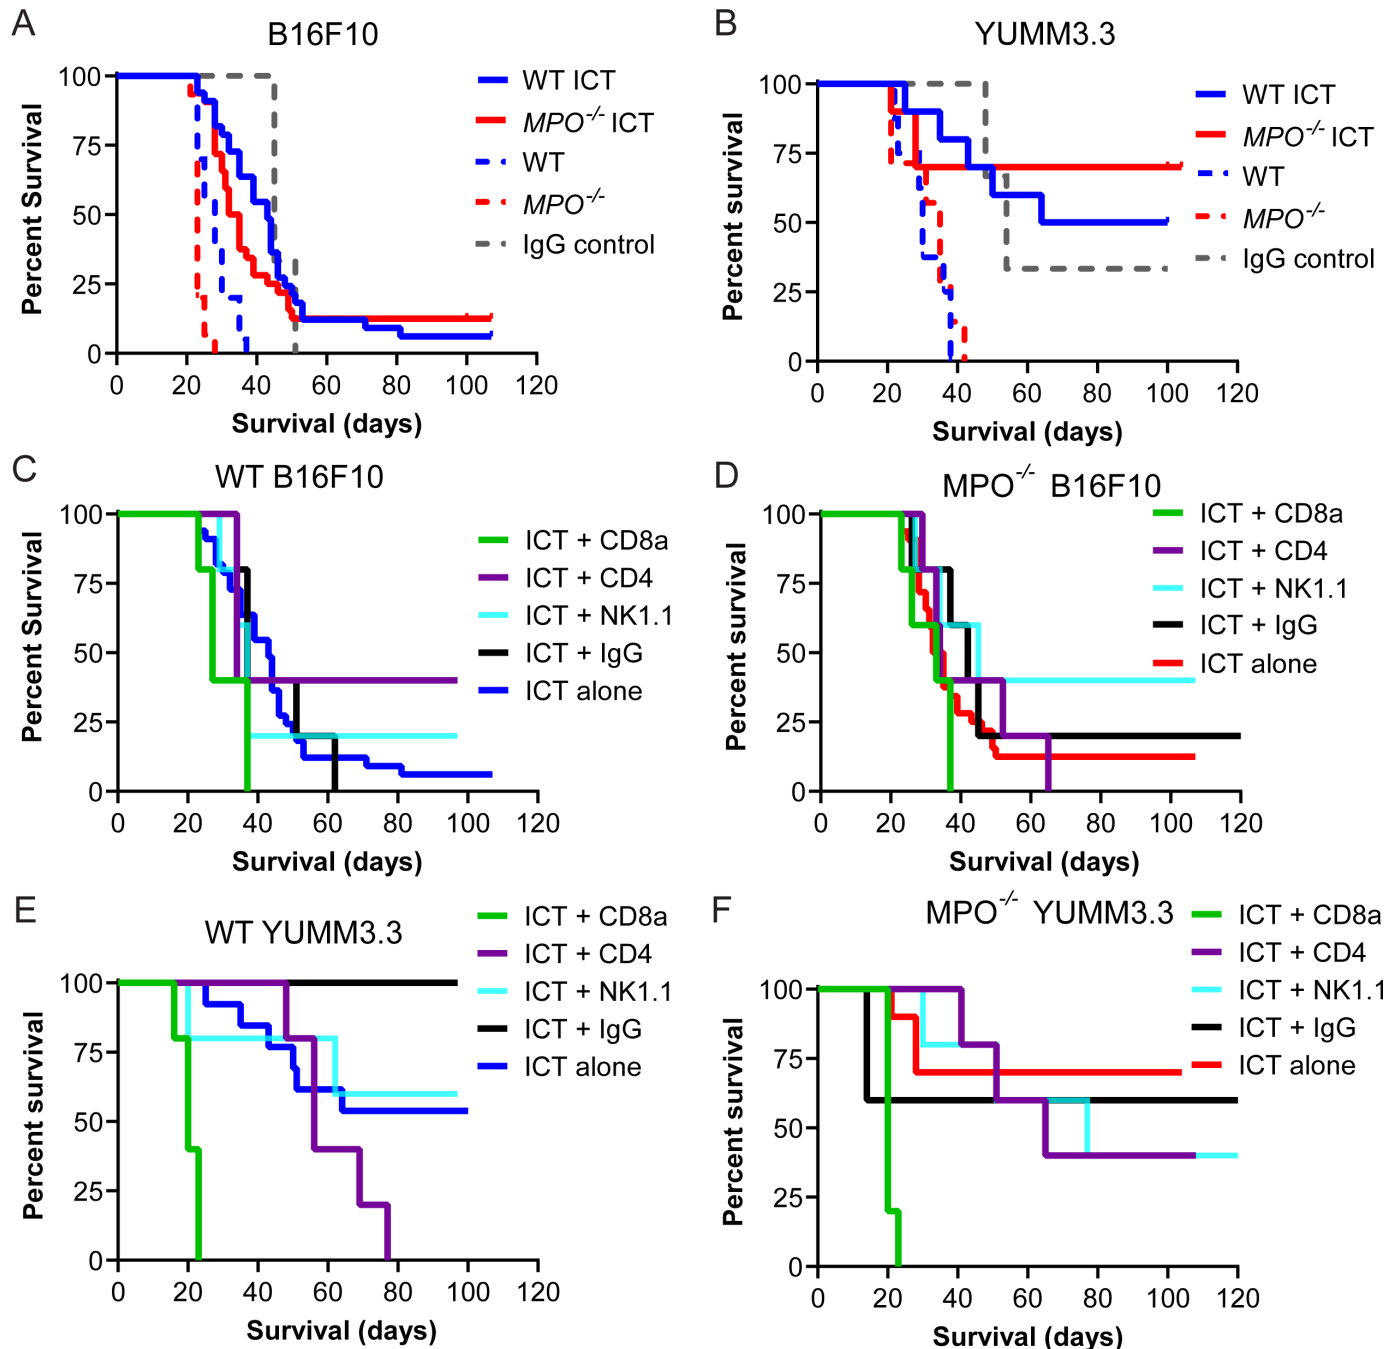 A
B16F10
100
75
50
25
0
0 20 40 60 80 100 120
Percent Survival
Survival (days)
WT ICT
MPO-/- ICT
WT
MPO-/-
IgG control
B
YUMM3.3
100
75
50
25
0
0 20 40 60 80 100 120
Percent survival
Survival (days)
WT ICT
MPO-/- ICT
WT
MPO-/-
IgG control
C
WT B16F10
100
75
50
25
0
0 20 40 60 80 100 120
Percent Survival
Survival (days)
ICT + CD8a
ICT + CD4
ICT + NK1.1
ICT + IgG
ICT alone
D
MPO-/- B16F10
100
75
50
25
0
0 20 40 60 80 100 120
Percent survival
Survival (days)
ICT + CD8a
ICT + CD4
ICT + NK1.1
ICT + IgG
ICT alone
E
WT YUMM3.3
100
75
50
25
0
0 20 40 60 80 100 120
Percent survival
Survival (days)
ICT + CD8a
ICT + CD4
ICT + NK1.1
ICT + IgG
ICT alone
F
MPO-/- YUMM3.3
100
75
50
25
0
0 20 40 60 80 100 120
Percent survival
Survival (days)
ICT + CD8a
ICT + CD4
ICT + NK1.1
ICT + IgG
ICT alone